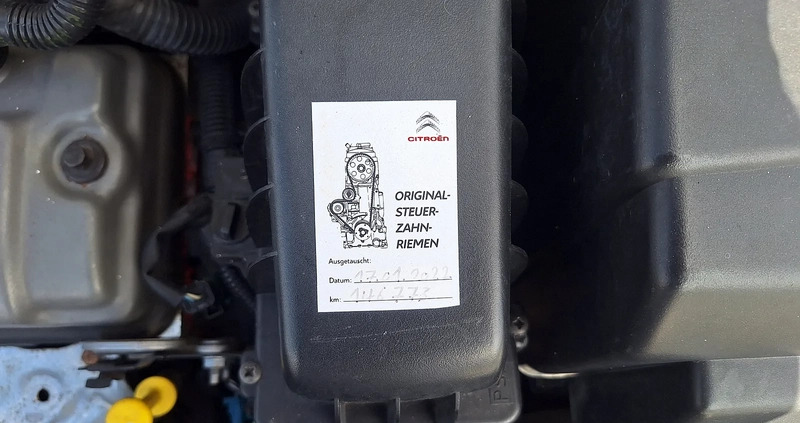 CITROËN
ORIGINAL-
STEUER-
ZAHN-
RIEMEN
Ausgetauscht:
Datum:
km: